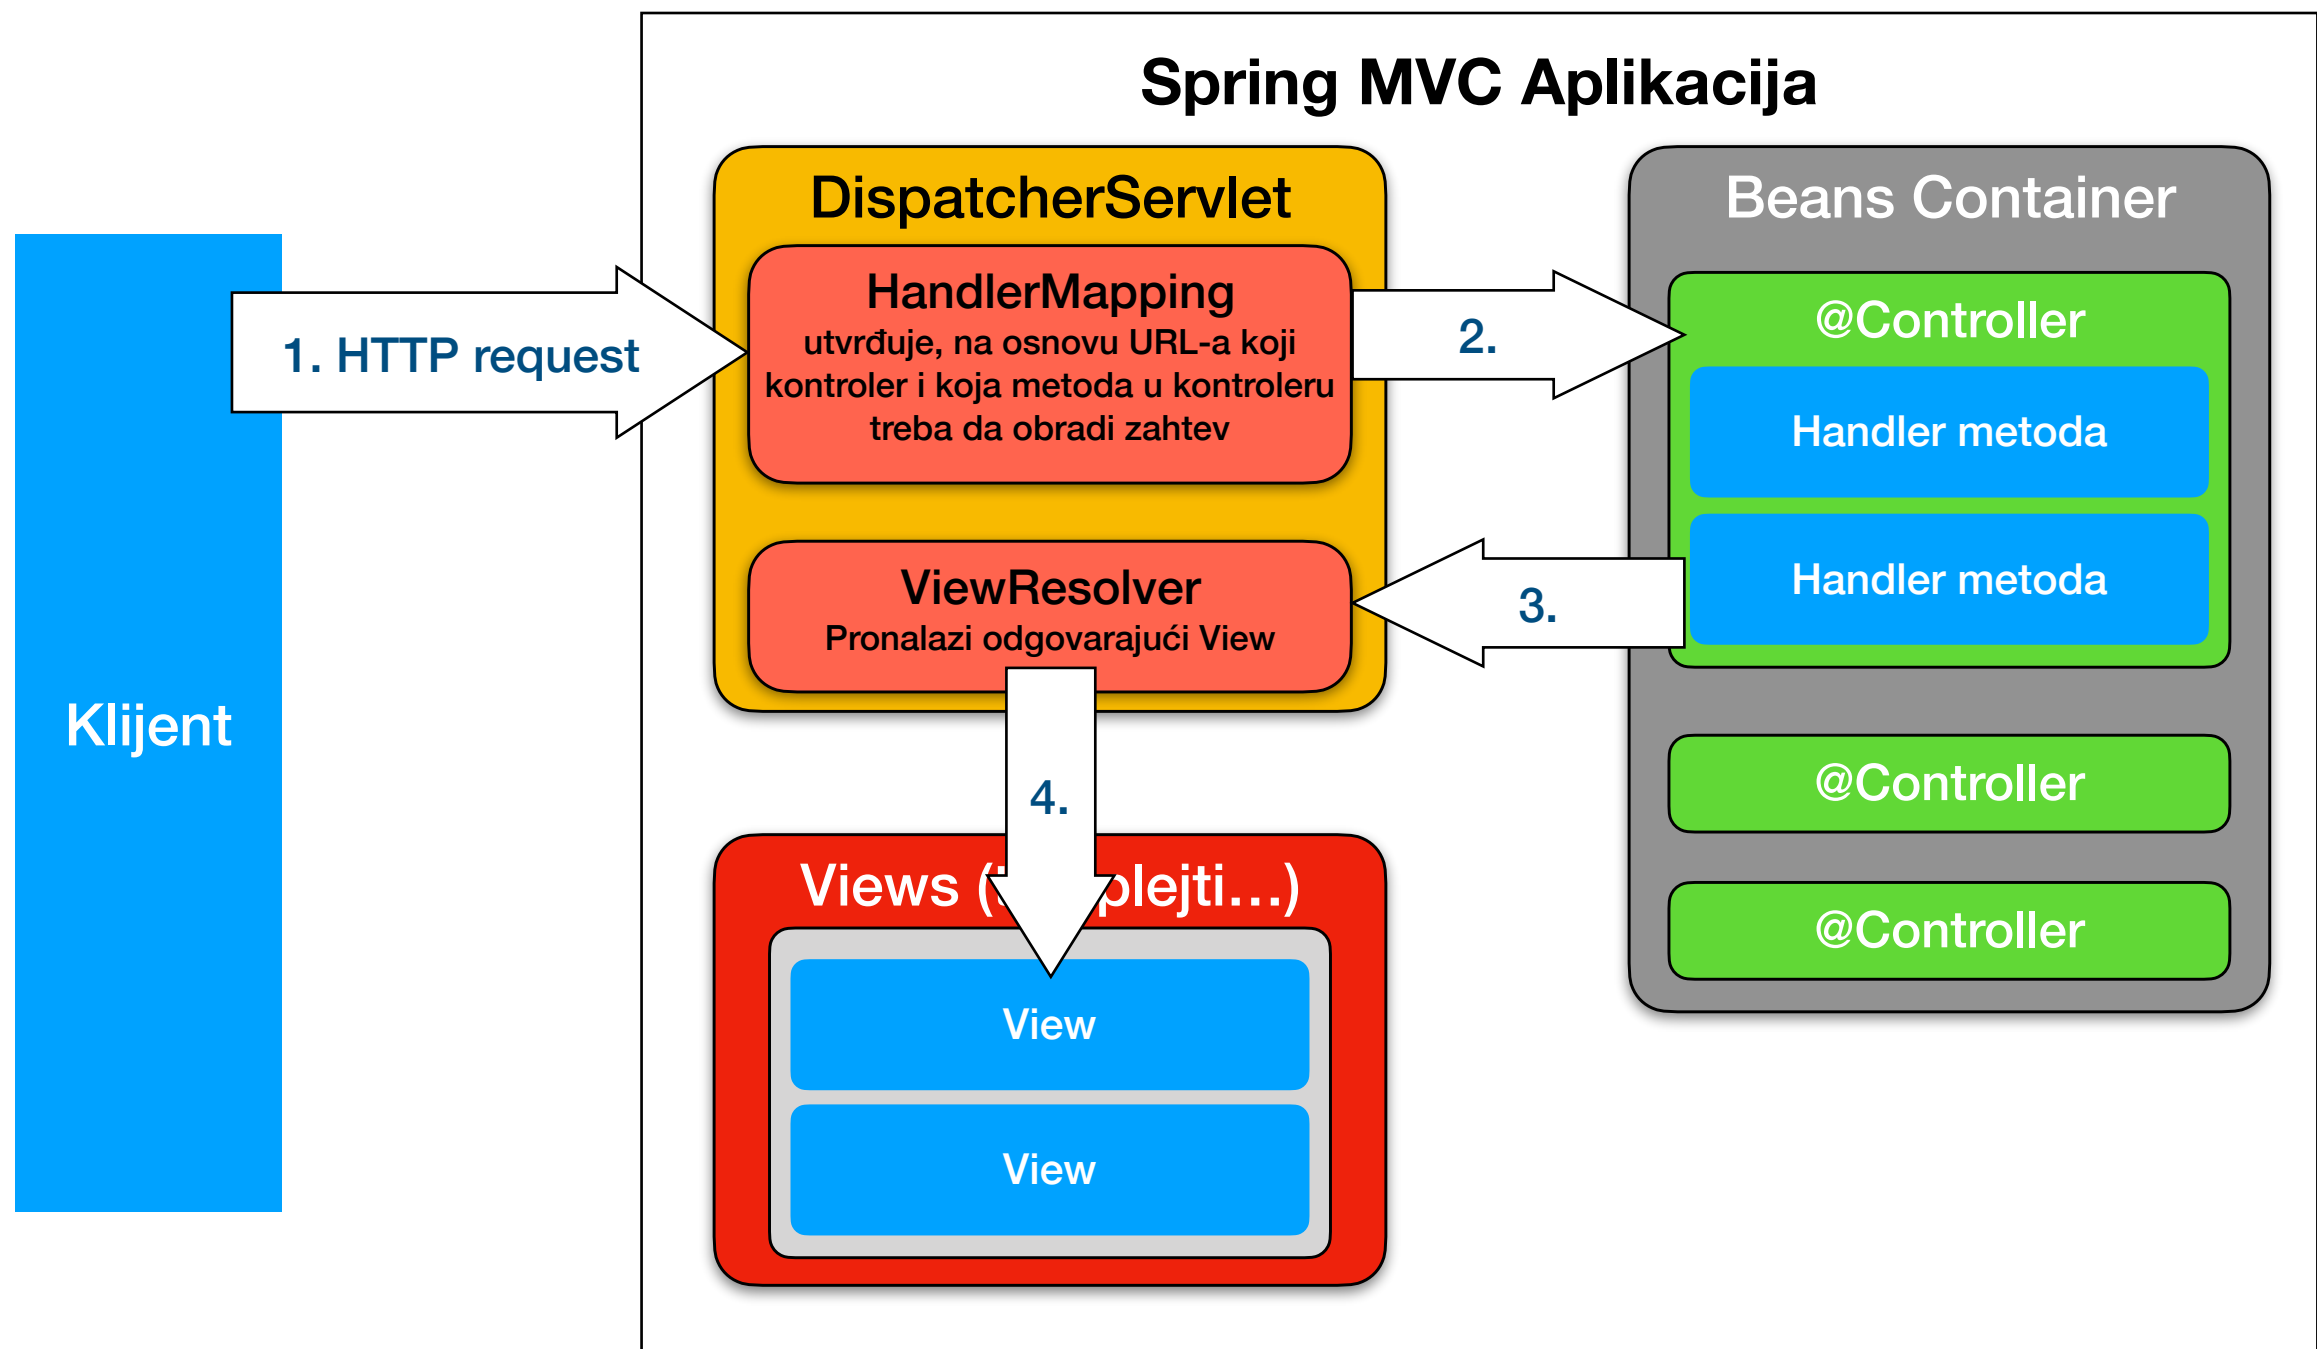 Spring MVC Aplikacija
DispatcherServlet
HandlerMapping
utvrđuje, na osnovu URL-a koji
kontroler i koja metoda u kontroleru
treba da obradi zahtev
ViewResolver
Pronalazi odgovarajući View
Beans Container
@Controller
Handler metoda
Handler metoda
@Controller
@Controller
Klijent
1. HTTP request
2.
3.
4.
Views
View
View